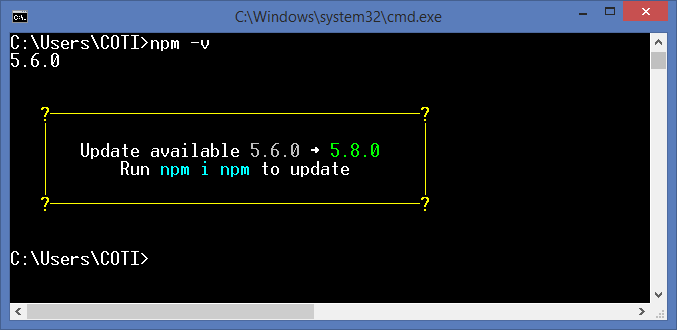 C:\Windows\system32\cmd.exe
C:\Users\COTI>npm -v
5.6.0
? ?
Update available 5.6.0 → 5.8.0
Run npm i npm to update
? ?
C:\Users\COTI>